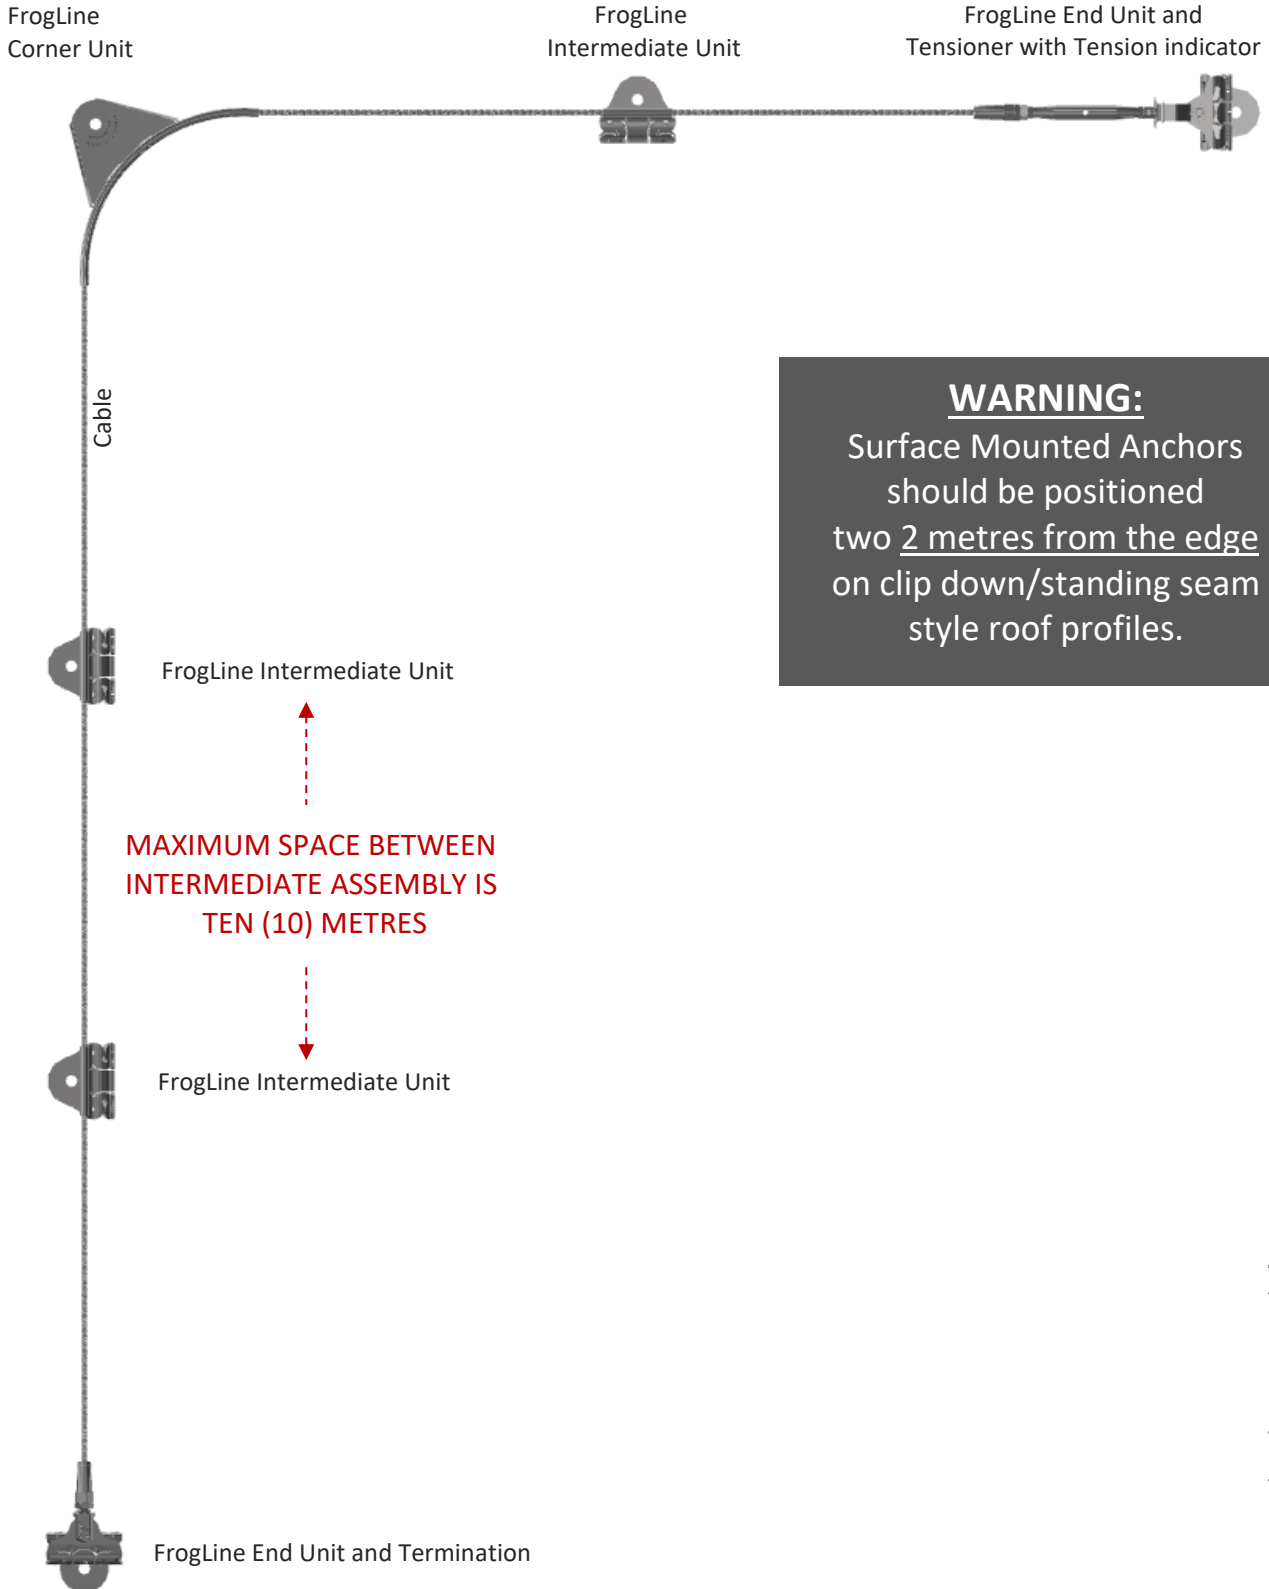 FrogLine
Corner Unit
FrogLine
Intermediate Unit
FrogLine End Unit and
Tensioner with Tension indicator
Cable
WARNING:
Surface Mounted Anchors
should be positioned
two 2 metres from the edge
on clip down/standing seam
style roof profiles.
FrogLine Intermediate Unit
MAXIMUM SPACE BETWEEN
INTERMEDIATE ASSEMBLY IS
TEN (10) METRES
FrogLine Intermediate Unit
FrogLine End Unit and Termination